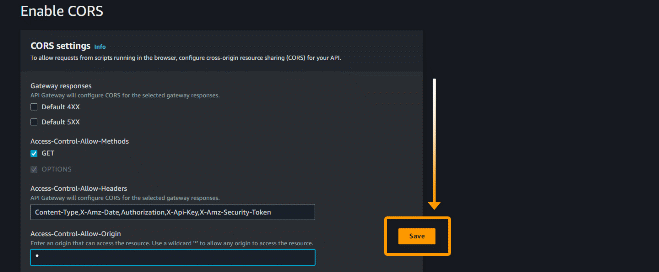 Enable CORS
CORS settings Info
To allow requests from scripts running in the browser, configure cross-origin resource sharing (CORS) for your API.
Gateway responses
API Gateway will configure CORS for the selected gateway responses.
Default 4XX
Default 5XX
Access-Control-Allow-Methods
GET
OPTIONS
Access-Control-Allow-Headers
API Gateway will configure CORS for the selected gateway responses.
Content-Type,X-Amz-Date,Authorization,X-Api-Key,X-Amz-Security-Token
Access-Control-Allow-Origin
Enter an origin that can access the resource. Use a wildcard '*' to allow any origin to access the resource.
*
Save